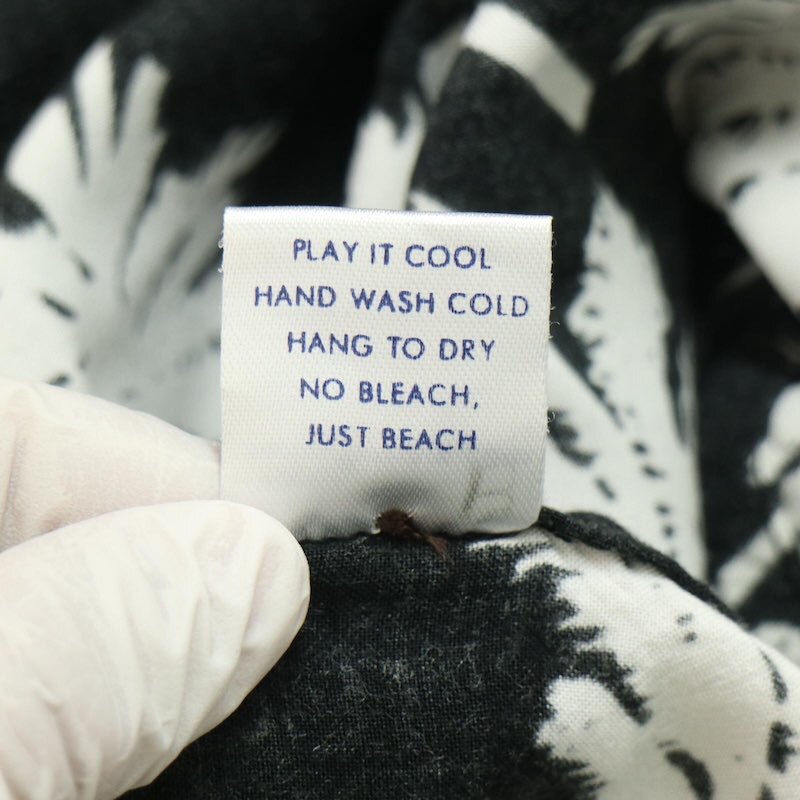 PLAY IT COOL
HAND WASH COLD
HANG TO DRY
NO BLEACH,
JUST BEACH